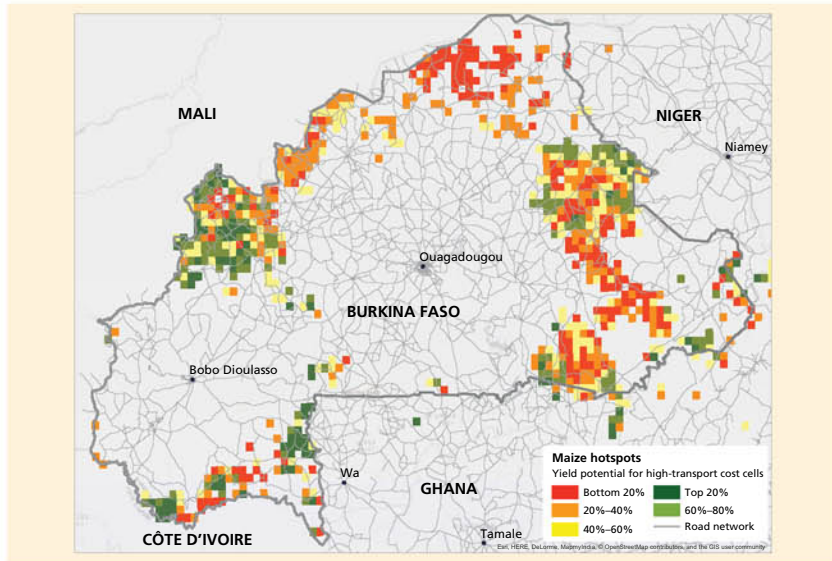 MALI
NIGER
Niamey
Ouagadougou
BURKINA FASO
Bobo Dioulasso
Wa
GHANA
CÔTE D'IVOIRE
Tamale
Maize hotspots
Yield potential for high-transport cost cells
Bottom 20%
Top 20%
20%–40%
60%–80%
40%–60%
Road network
Esri, HERE, DeLorme, MapmyIndia, © OpenStreetMap contributors, and the GIS user community